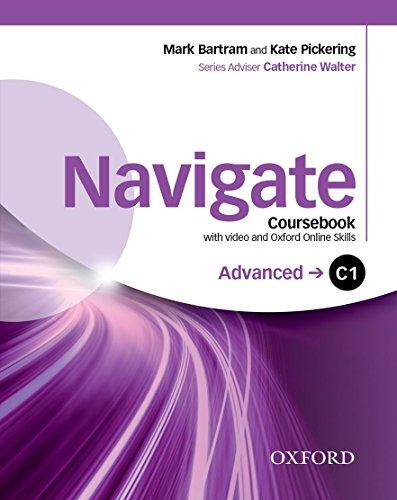 Mark Bartram and Kate Pickering
Series Adviser Catherine Walter
Navigate
Coursebook
with video and Oxford Online Skills
Advanced → C1
OXFORD